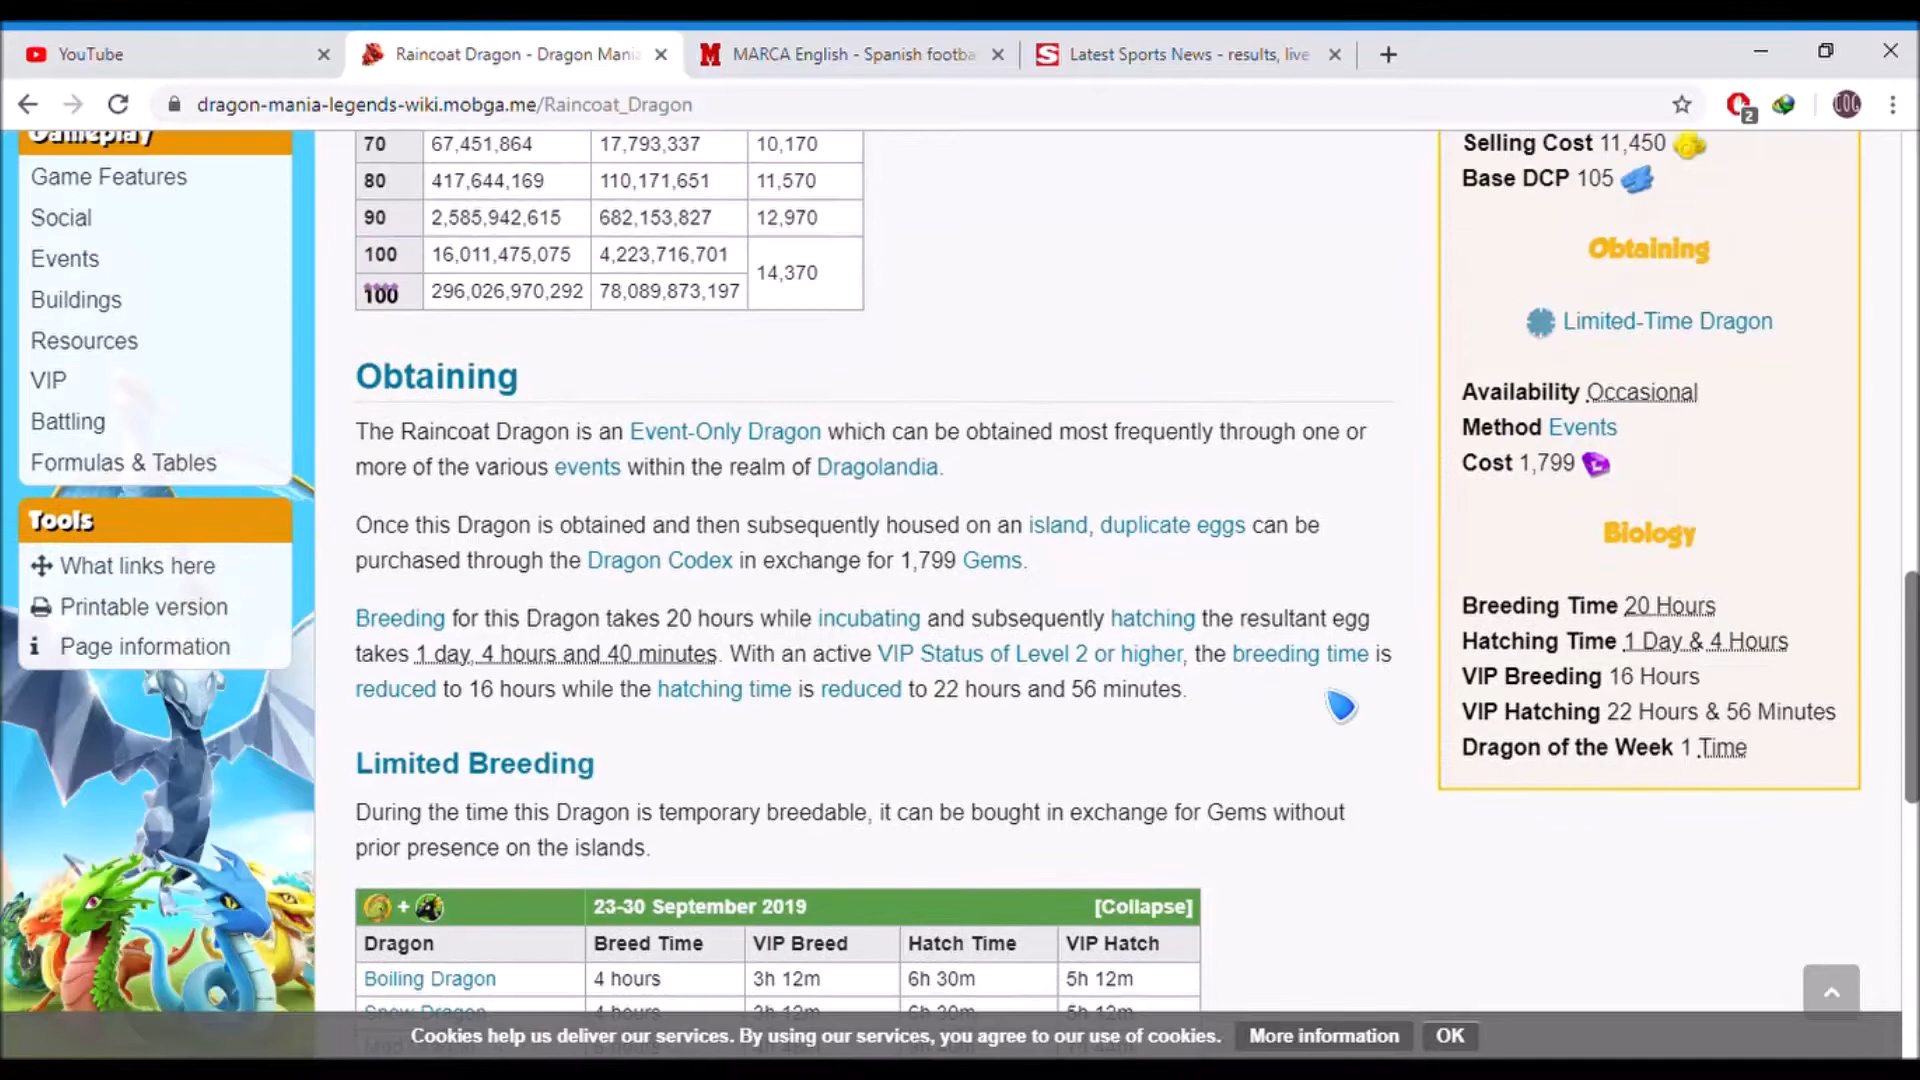 YouTube
Raincoat Dragon - Dragon Mania
MARCA English - Spanish footba
Latest Sports News - results, live
dragon-mania-legends-wiki.mobga.me/Raincoat_Dragon
2
COG
Gameplay
Game Features
Social
Events
Buildings
Resources
VIP
Battling
Formulas & Tables
Tools
What links here
Printable version
Page information
70 67,451,864 17,793,337 10,170
80 417,644,169 110,171,651 11,570
90 2,585,942,615 682,153,827 12,970
100 16,011,475,075 4,223,716,701 14,370
100 296,026,970,292 78,089,873,197
Obtaining
The Raincoat Dragon is an Event-Only Dragon which can be obtained most frequently through one or
more of the various events within the realm of Dragolandia.
Once this Dragon is obtained and then subsequently housed on an island, duplicate eggs can be
purchased through the Dragon Codex in exchange for 1,799 Gems.
Breeding for this Dragon takes 20 hours while incubating and subsequently hatching the resultant egg
takes 1 day, 4 hours and 40 minutes. With an active VIP Status of Level 2 or higher, the breeding time is
reduced to 16 hours while the hatching time is reduced to 22 hours and 56 minutes.
Limited Breeding
During the time this Dragon is temporary breedable, it can be bought in exchange for Gems without
prior presence on the islands.
+ 23-30 September 2019 [Collapse]
Dragon Breed Time VIP Breed Hatch Time VIP Hatch
Boiling Dragon 4 hours 3h 12m 6h 30m 5h 12m
Snow Dragon 4 hours 3h 12m 6h 30m 5h 12m
Selling Cost 11,450
Base DCP 105
Obtaining
Limited-Time Dragon
Availability Occasional
Method Events
Cost 1,799
Biology
Breeding Time 20 Hours
Hatching Time 1 Day & 4 Hours
VIP Breeding 16 Hours
VIP Hatching 22 Hours & 56 Minutes
Dragon of the Week 1 Time
Cookies help us deliver our services. By using our services, you agree to our use of cookies. More information OK